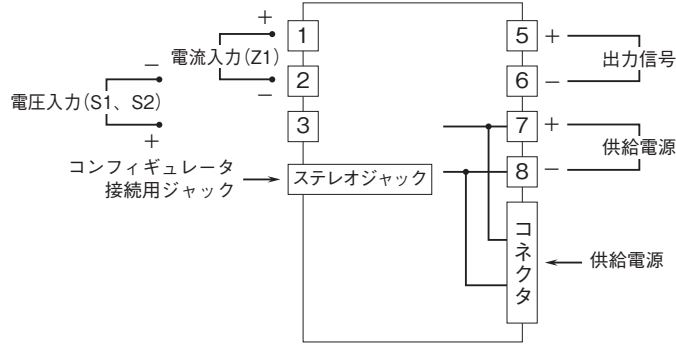 +
電流入力(Z1)
−
−
電圧入力(S1、S2)
+
コンフィギュレータ
接続用ジャック
1
2
3
ステレオジャック
5
+
出力信号
6
−
7
+
供給電源
8
−
コネクタ
供給電源